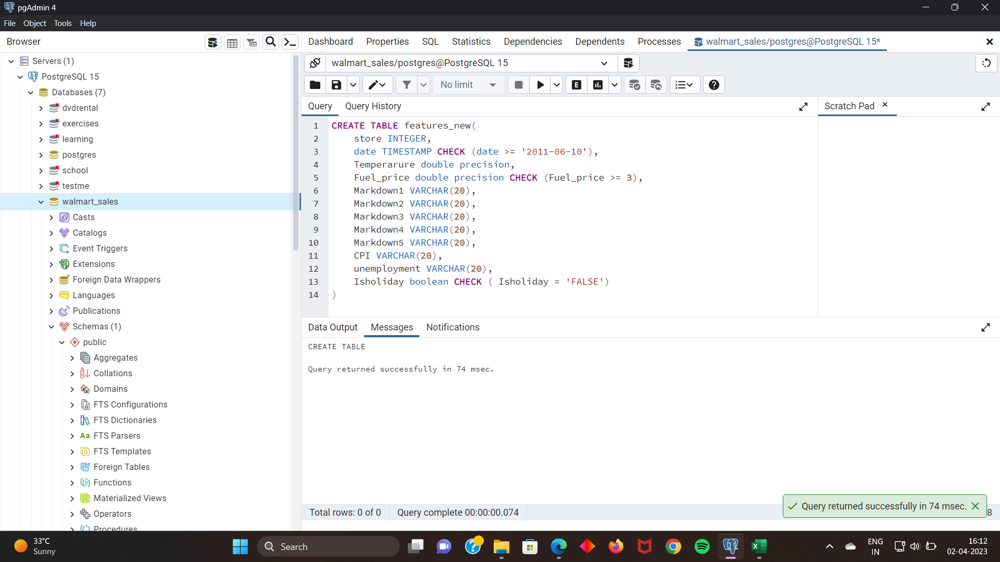 pgAdmin 4
File Object Tools Help
Browser
Dashboard Properties SQL Statistics Dependencies Dependents Processes walmart_sales/postgres@PostgreSQL 15*
Servers (1)
PostgreSQL 15
Databases (7)
dvdrental
exercises
learning
postgres
school
testme
walmart_sales
Casts
Catalogs
Event Triggers
Extensions
Foreign Data Wrappers
Languages
Publications
Schemas (1)
public
Aggregates
Collations
Domains
FTS Configurations
FTS Dictionaries
Aa FTS Parsers
FTS Templates
Foreign Tables
Functions
Materialized Views
Operators
Procedures
walmart_sales/postgres@PostgreSQL 15
No limit
E
Query Query History
Scratch Pad
1 CREATE TABLE features_new(
2 store INTEGER,
3 date TIMESTAMP CHECK (date >= '2011-06-10'),
4 Temperarure double precision,
5 Fuel_price double precision CHECK (Fuel_price >= 3),
6 Markdown1 VARCHAR(20),
7 Markdown2 VARCHAR(20),
8 Markdown3 VARCHAR(20),
9 Markdown4 VARCHAR(20),
10 Markdown5 VARCHAR(20),
11 CPI VARCHAR(20),
12 unemployment VARCHAR(20),
13 Isholiday boolean CHECK ( Isholiday = 'FALSE')
14 )
Data Output Messages Notifications
CREATE TABLE
Query returned successfully in 74 msec.
Total rows: 0 of 0 Query complete 00:00:00.074
Query returned successfully in 74 msec.
8
33°C
Sunny
Search
ENG
IN
16:12
02-04-2023